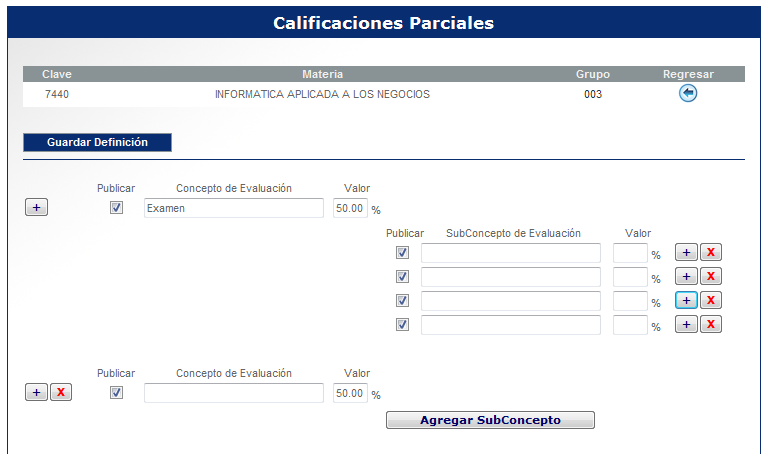 Calificaciones Parciales
Clave Materia Grupo Regresar
7440 INFORMATICA APLICADA A LOS NEGOCIOS 003
Guardar Definición
Publicar Concepto de Evaluación Valor
+ Examen 50.00 %
Publicar SubConcepto de Evaluación Valor
% + X
% + X
% + X
% + X
Publicar Concepto de Evaluación Valor
+ X 50.00 %
Agregar SubConcepto